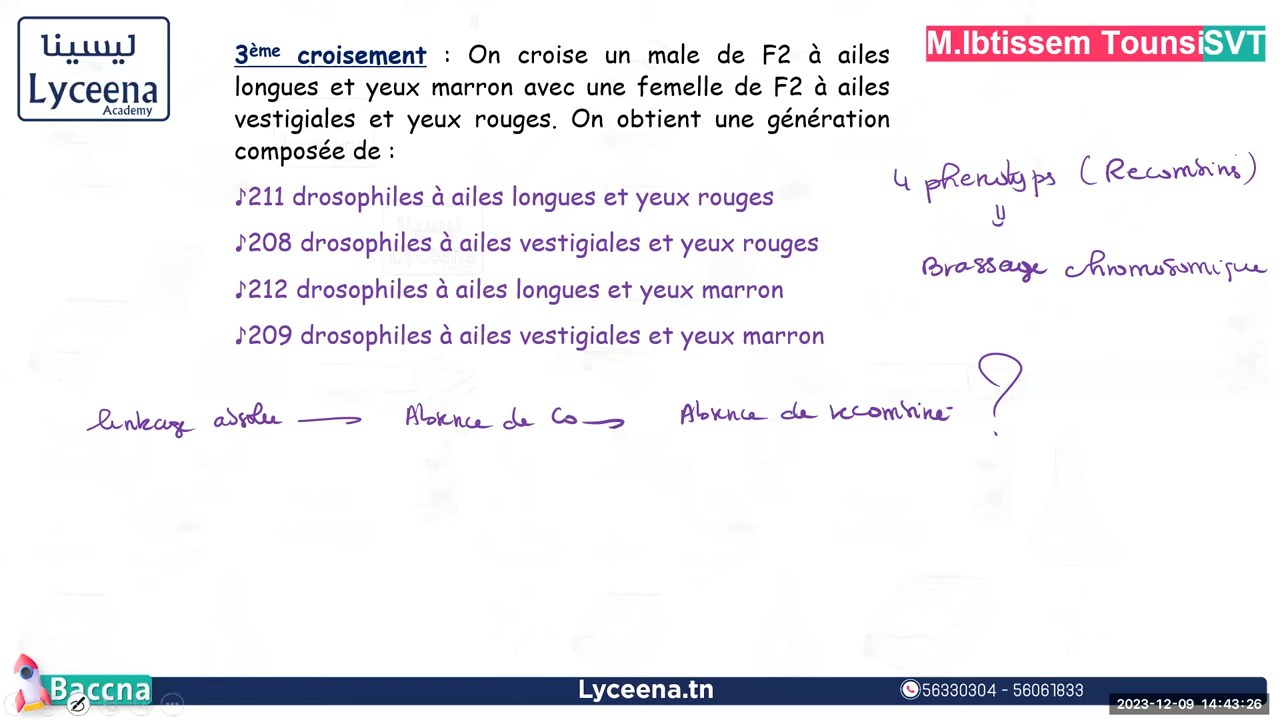 ليسينا
Lyceena
Academy
M.Ibtissem TounsiSVT
3ème croisement : On croise un male de F2 à ailes
longues et yeux marron avec une femelle de F2 à ailes
vestigiales et yeux rouges. On obtient une génération
composée de :
♪211 drosophiles à ailes longues et yeux rouges
♪208 drosophiles à ailes vestigiales et yeux rouges
♪212 drosophiles à ailes longues et yeux marron
♪209 drosophiles à ailes vestigiales et yeux marron
4 phenotyps (Recombinés)
Brassage chromosomique
linkage absolu → Absence de Co → Absence de recombiné ?
Baccna
Lyceena.tn
56330304 - 56061833
2023-12-09 14:43:26